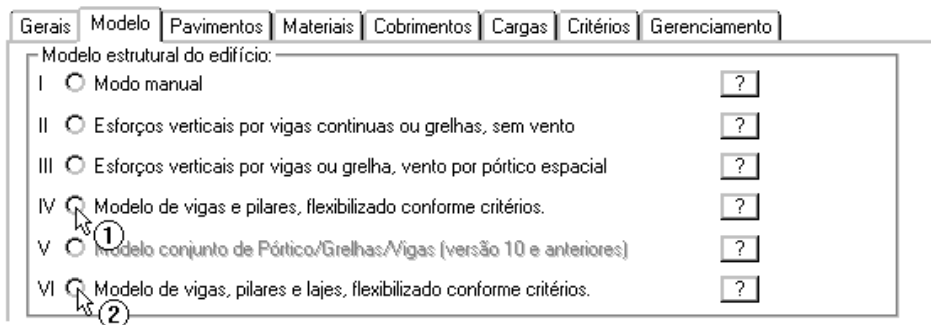 Gerais Modelo Pavimentos Materiais Cobrimentos Cargas Critérios Gerenciamento
Modelo estrutural do edifício:
I Modo manual ?
II Esforços verticais por vigas continuas ou grelhas, sem vento ?
III Esforços verticais por vigas ou grelha, vento por pórtico espacial ?
IV Modelo de vigas e pilares, flexibilizado conforme critérios. ?
1
V Modelo conjunto de Pórtico/Grelhas/Vigas (versão 10 e anteriores) ?
VI Modelo de vigas, pilares e lajes, flexibilizado conforme critérios. ?
2